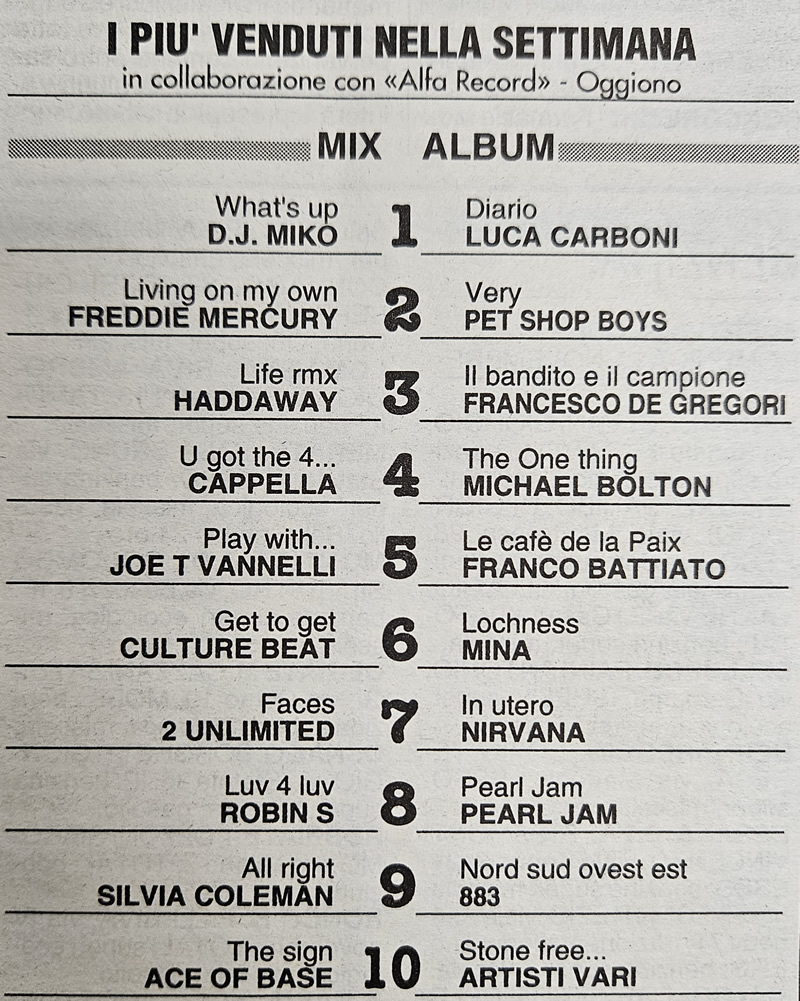 I PIU' VENDUTI NELLA SETTIMANA
in collaborazione con «Alfa Record» - Oggiono
MIX ALBUM
What's up
D.J. MIKO
1
Diario
LUCA CARBONI
Living on my own
FREDDIE MERCURY
2
Very
PET SHOP BOYS
Life rmx
HADDAWAY
3
Il bandito e il campione
FRANCESCO DE GREGORI
U got the 4...
CAPPELLA
4
The One thing
MICHAEL BOLTON
Play with...
JOE T VANNELLI
5
Le cafè de la Paix
FRANCO BATTIATO
Get to get
CULTURE BEAT
6
Lochness
MINA
Faces
2 UNLIMITED
7
In utero
NIRVANA
Luv 4 luv
ROBIN S
8
Pearl Jam
PEARL JAM
All right
SILVIA COLEMAN
9
Nord sud ovest est
883
The sign
ACE OF BASE
10
Stone free...
ARTISTI VARI